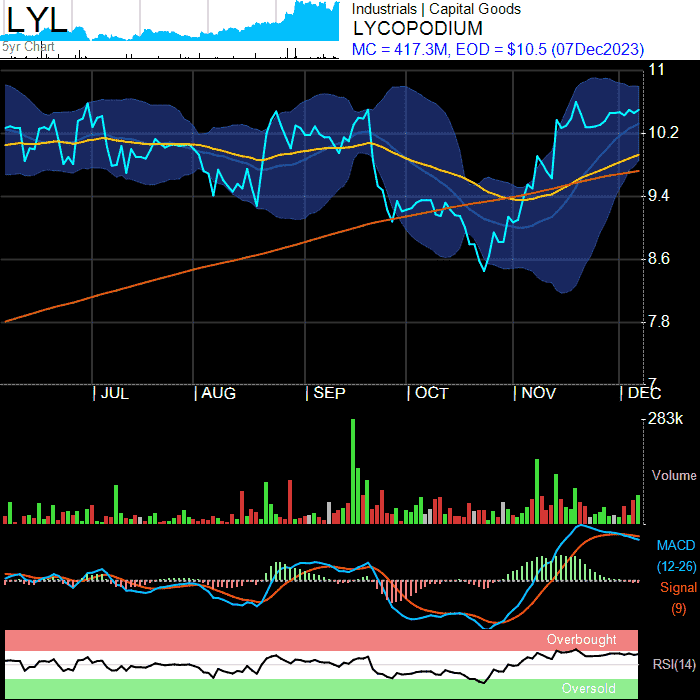 LYL
5yr Chart
Industrials | Capital Goods
LYCOPODIUM
MC = 417.3M, EOD = $10.5 (07Dec2023)
11
10.2
9.4
8.6
7.8
7
JUL
AUG
SEP
OCT
NOV
DEC
283k
Volume
MACD
(12-26)
Signal
(9)
Overbought
RSI(14)
Oversold